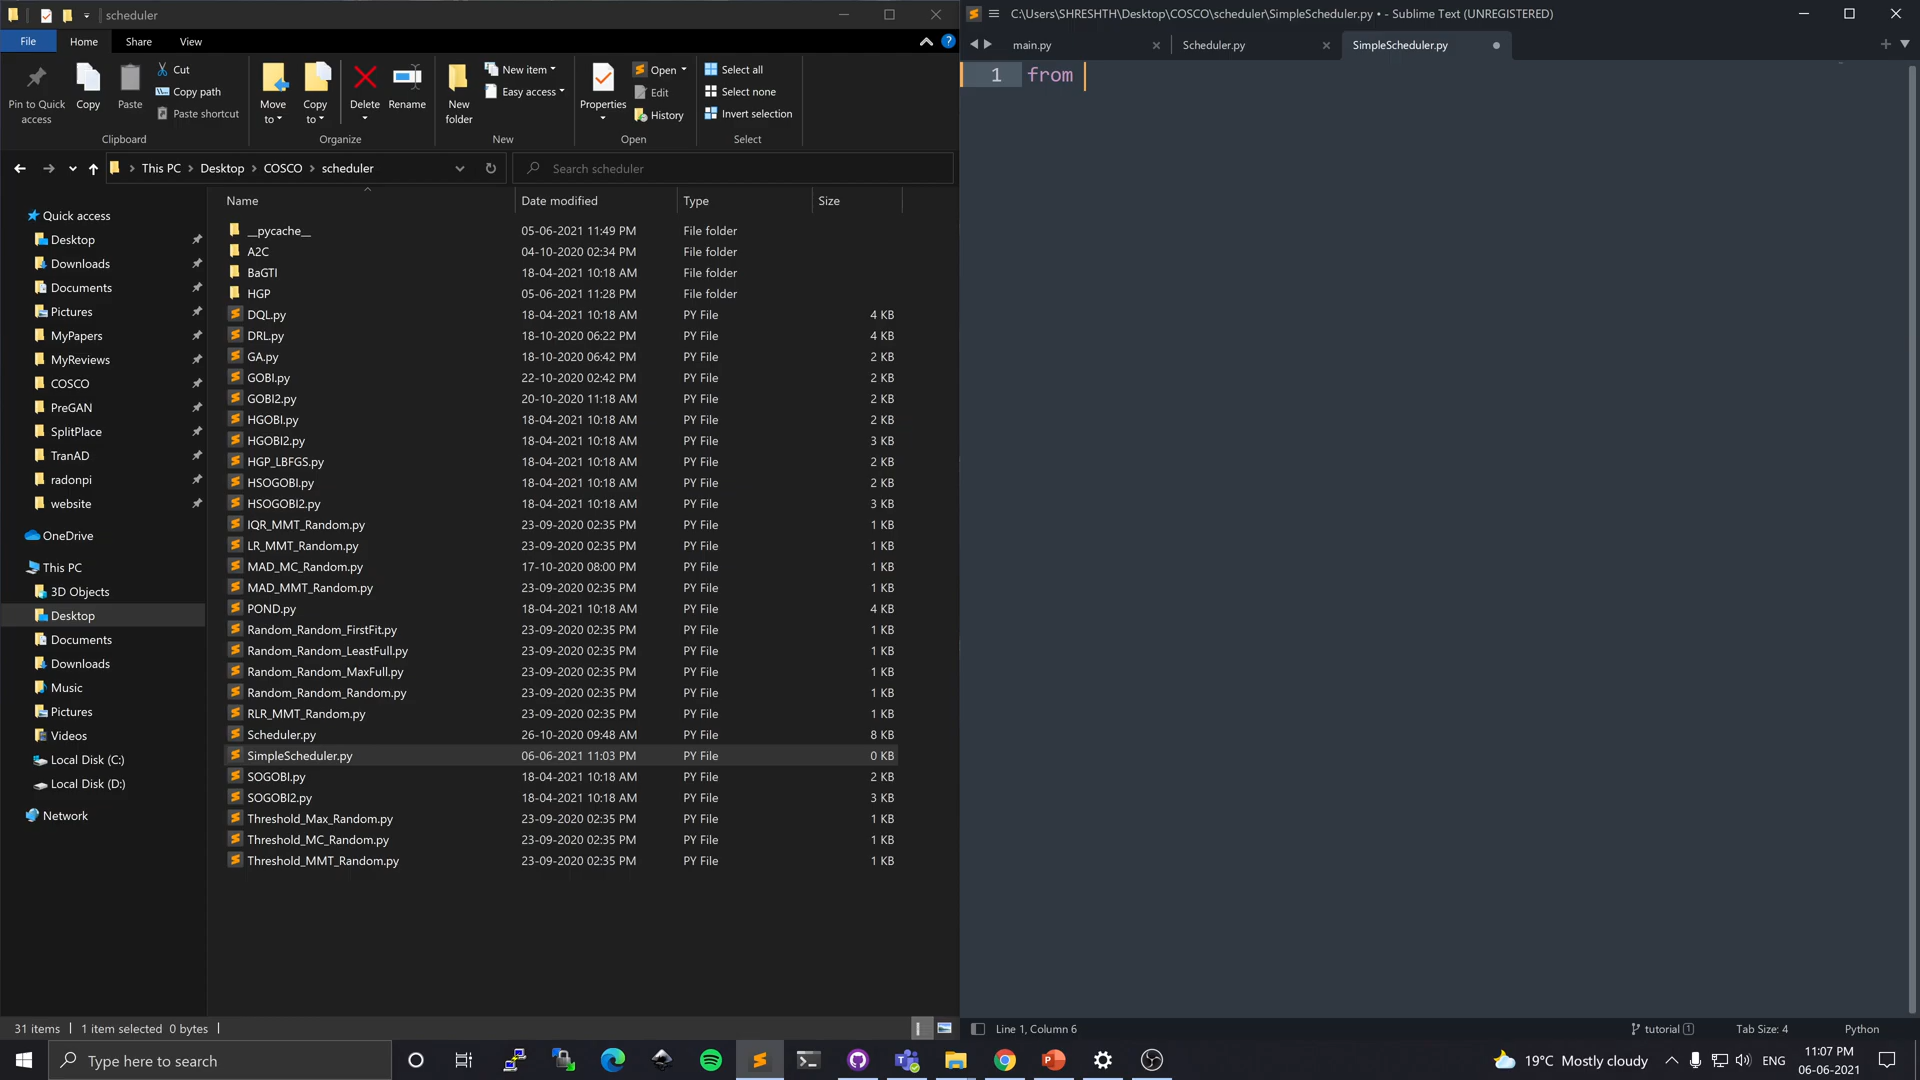 scheduler
File
Home
Share
View
Pin to Quick access
Copy
Paste
Cut
Copy path
Paste shortcut
Move to
Copy to
Delete
Rename
New folder
New item
Easy access
Properties
Open
Edit
History
Select all
Select none
Invert selection
Clipboard
Organize
New
Open
Select
This PC › Desktop › COSCO › scheduler
Search scheduler
Quick access
Desktop
Downloads
Documents
Pictures
MyPapers
MyReviews
COSCO
PreGAN
SplitPlace
TranAD
radonpi
website
OneDrive
This PC
3D Objects
Desktop
Documents
Downloads
Music
Pictures
Videos
Local Disk (C:)
Local Disk (D:)
Network
Name Date modified Type Size
__pycache__ 05-06-2021 11:49 PM File folder
A2C 04-10-2020 02:34 PM File folder
BaGTI 18-04-2021 10:18 AM File folder
HGP 05-06-2021 11:28 PM File folder
DQL.py 18-04-2021 10:18 AM PY File 4 KB
DRL.py 18-10-2020 06:22 PM PY File 4 KB
GA.py 18-10-2020 06:42 PM PY File 2 KB
GOBI.py 22-10-2020 02:42 PM PY File 2 KB
GOBI2.py 20-10-2020 11:18 AM PY File 2 KB
HGOBI.py 18-04-2021 10:18 AM PY File 2 KB
HGOBI2.py 18-04-2021 10:18 AM PY File 3 KB
HGP_LBFGS.py 18-04-2021 10:18 AM PY File 2 KB
HSOGOBI.py 18-04-2021 10:18 AM PY File 2 KB
HSOGOBI2.py 18-04-2021 10:18 AM PY File 3 KB
IQR_MMT_Random.py 23-09-2020 02:35 PM PY File 1 KB
LR_MMT_Random.py 23-09-2020 02:35 PM PY File 1 KB
MAD_MC_Random.py 17-10-2020 08:00 PM PY File 1 KB
MAD_MMT_Random.py 23-09-2020 02:35 PM PY File 1 KB
POND.py 18-04-2021 10:18 AM PY File 4 KB
Random_Random_FirstFit.py 23-09-2020 02:35 PM PY File 1 KB
Random_Random_LeastFull.py 23-09-2020 02:35 PM PY File 1 KB
Random_Random_MaxFull.py 23-09-2020 02:35 PM PY File 1 KB
Random_Random_Random.py 23-09-2020 02:35 PM PY File 1 KB
RLR_MMT_Random.py 23-09-2020 02:35 PM PY File 1 KB
Scheduler.py 26-10-2020 09:48 AM PY File 8 KB
SimpleScheduler.py 06-06-2021 11:03 PM PY File 0 KB
SOGOBI.py 18-04-2021 10:18 AM PY File 2 KB
SOGOBI2.py 18-04-2021 10:18 AM PY File 3 KB
Threshold_Max_Random.py 23-09-2020 02:35 PM PY File 1 KB
Threshold_MC_Random.py 23-09-2020 02:35 PM PY File 1 KB
Threshold_MMT_Random.py 23-09-2020 02:35 PM PY File 1 KB
31 items 1 item selected 0 bytes
C:\Users\SHRESHTH\Desktop\COSCO\scheduler\SimpleScheduler.py • - Sublime Text (UNREGISTERED)
main.py
Scheduler.py
SimpleScheduler.py
1 from
Line 1, Column 6
tutorial 1
Tab Size: 4
Python
Type here to search
19°C Mostly cloudy
ENG
11:07 PM
06-06-2021